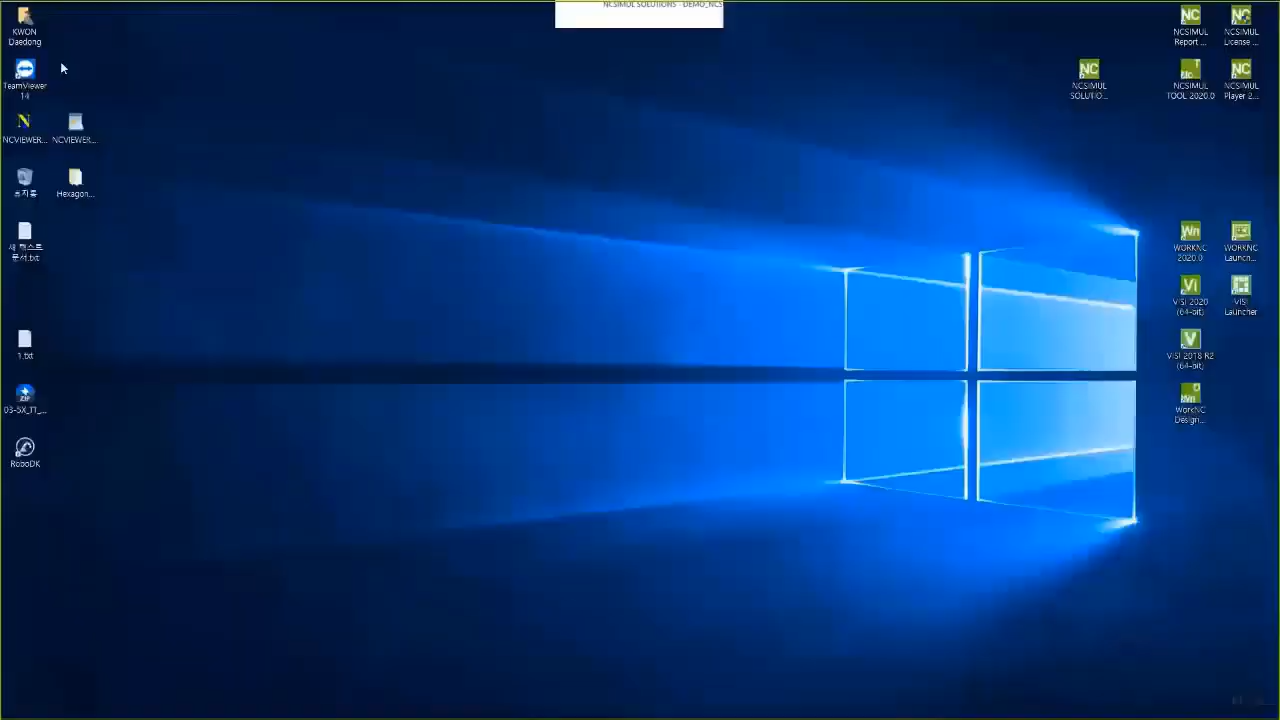 NCSIMUL SOLUTIONS - DEMO_NCS
KWON
Daedong
TeamViewer
14
NCVIEWER...
NCVIEWER...
휴지통
Hexagon...
새 텍스트
문서.txt
1.txt
03-5X_TT_...
RoboDK
NCSIMUL
Report ...
NCSIMUL
License ...
NCSIMUL
SOLUTIO...
NCSIMUL
TOOL 2020.0
NCSIMUL
Player 2...
WORKNC
2020.0
WORKNC
Launch...
VISI 2020
(64-bit)
VISI
Launcher
VISI 2018 R2
(64-bit)
WorkNC
Design...